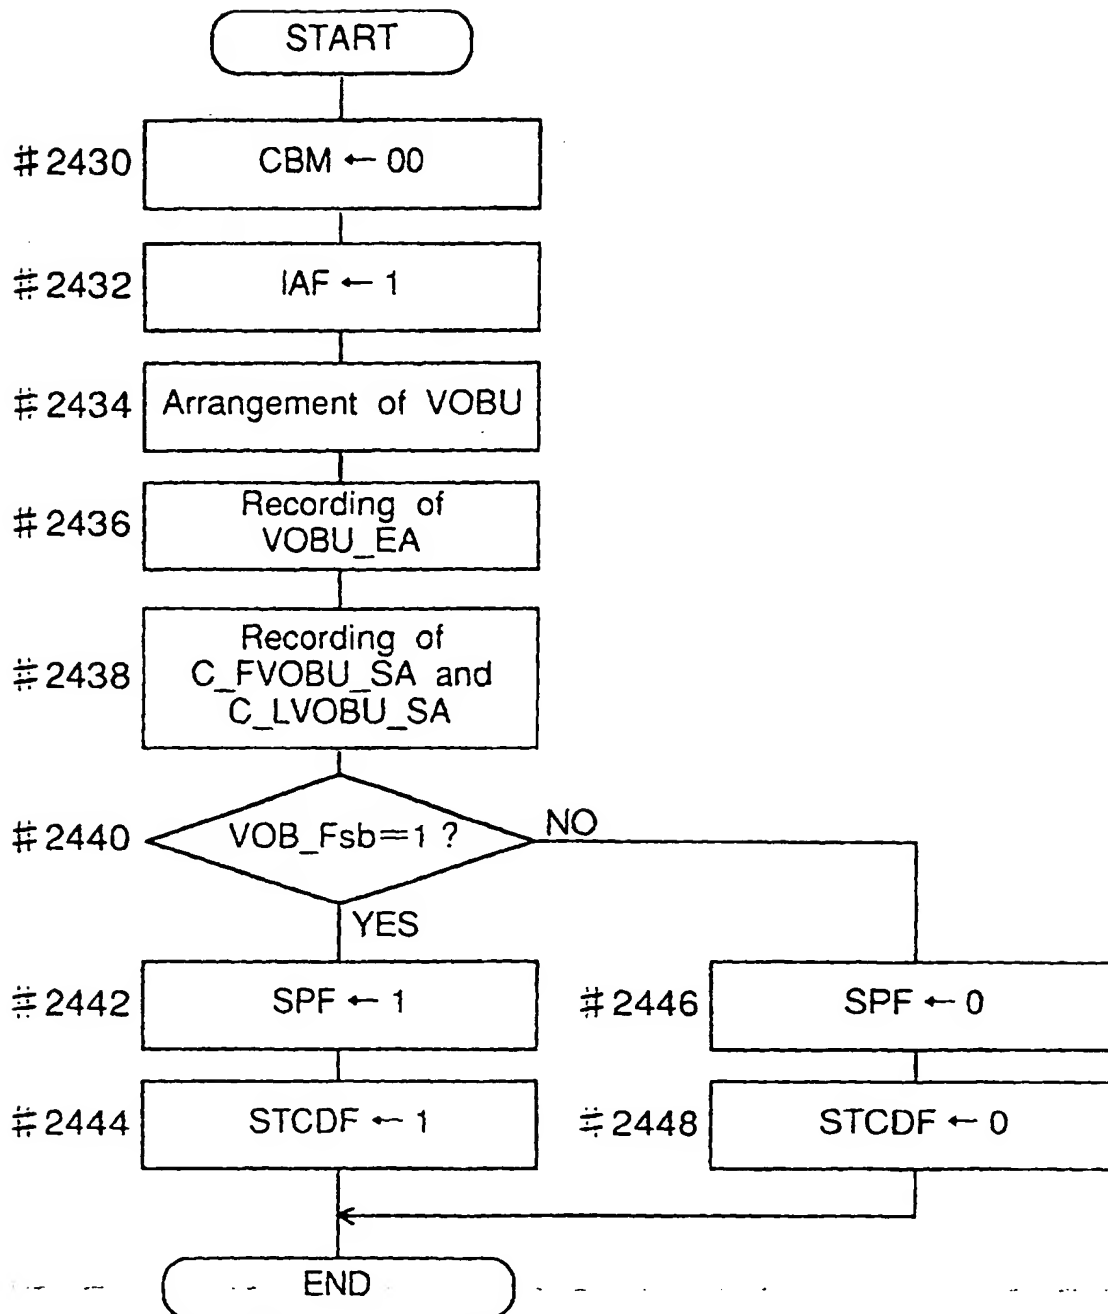 START
#2430 CBM ← 00
#2432 IAF ← 1
#2434 Arrangement of VOBU
#2436 Recording of
VOBU_EA
Recording of
#2438 C_FVOBU_SA and
C_LVOBU_SA
#2440 VOB_Fsb=1 ? NO
YES
#2442 SPF ← 1
#2446 SPF ← 0
#2444 STCDF ← 1
#2448 STCDF ← 0
END